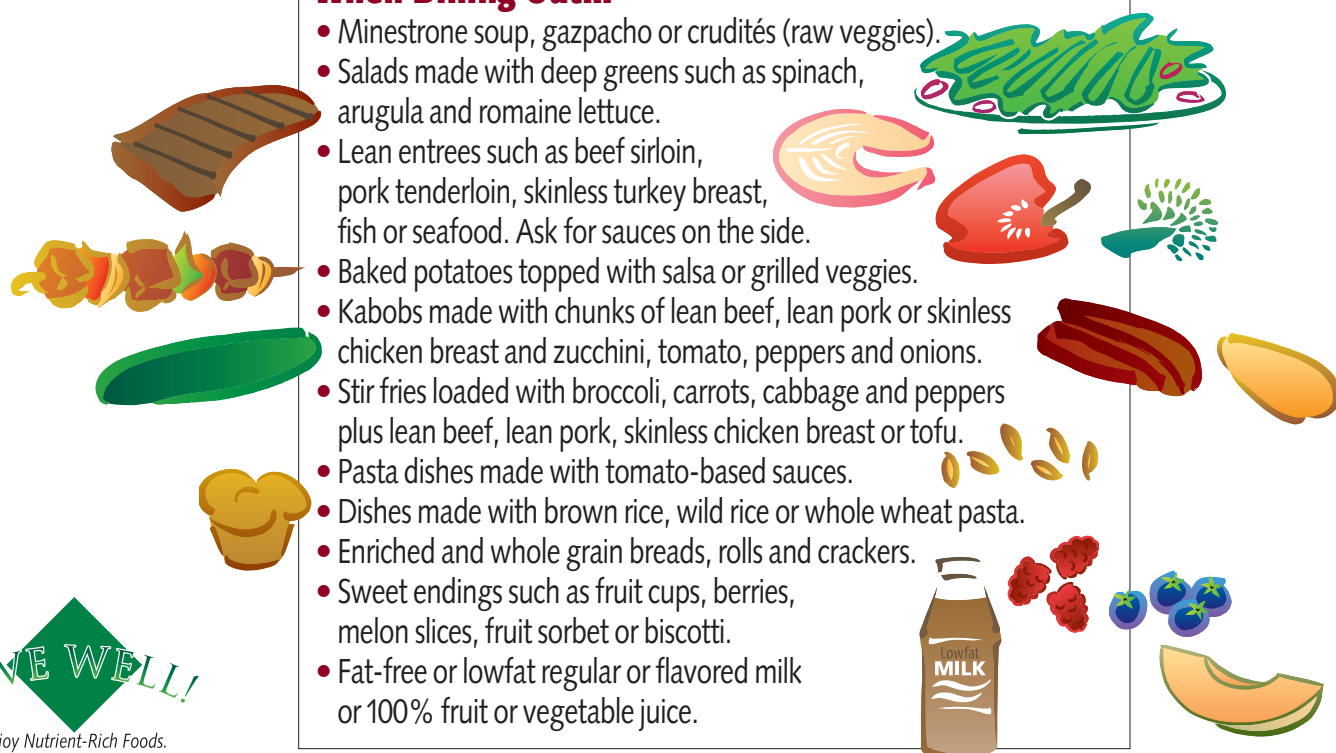 When Dining Out...
• Minestrone soup, gazpacho or crudités (raw veggies).
• Salads made with deep greens such as spinach,
arugula and romaine lettuce.
• Lean entrees such as beef sirloin,
pork tenderloin, skinless turkey breast,
fish or seafood. Ask for sauces on the side.
• Baked potatoes topped with salsa or grilled veggies.
• Kabobs made with chunks of lean beef, lean pork or skinless
chicken breast and zucchini, tomato, peppers and onions.
• Stir fries loaded with broccoli, carrots, cabbage and peppers
plus lean beef, lean pork, skinless chicken breast or tofu.
• Pasta dishes made with tomato-based sauces.
• Dishes made with brown rice, wild rice or whole wheat pasta.
• Enriched and whole grain breads, rolls and crackers.
• Sweet endings such as fruit cups, berries,
melon slices, fruit sorbet or biscotti.
• Fat-free or lowfat regular or flavored milk
or 100% fruit or vegetable juice.
Lowfat
MILK
WELL!
Nutrient-Rich Foods.